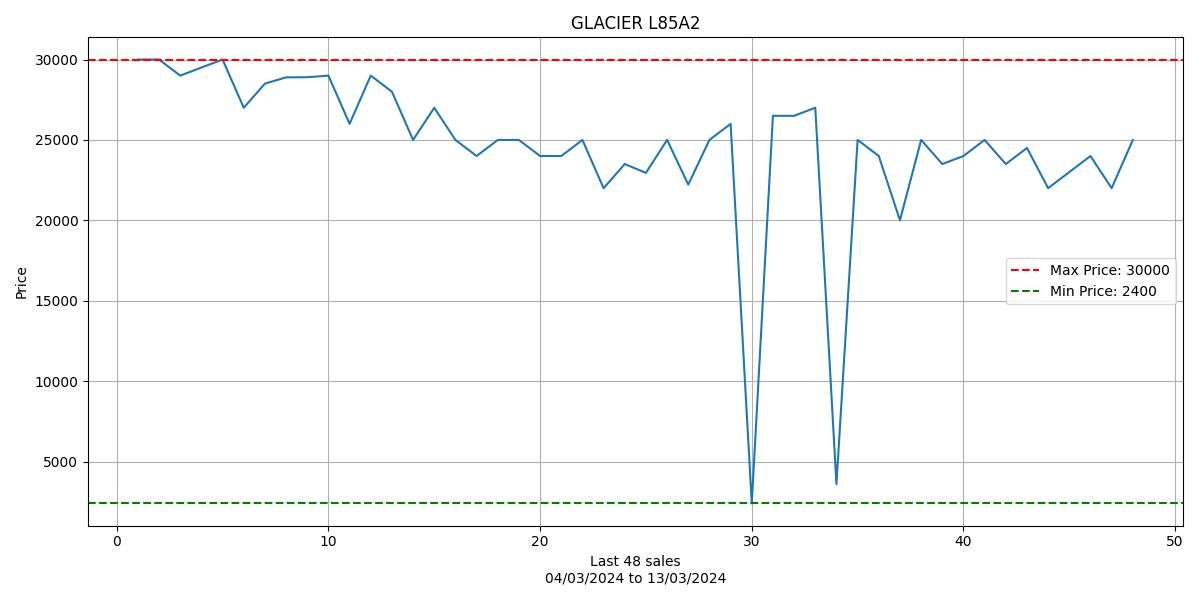 GLACIER L85A2
30000
25000
20000
15000
10000
5000
Price
Max Price: 30000
Min Price: 2400
0 10 20 30 40 50
Last 48 sales
04/03/2024 to 13/03/2024